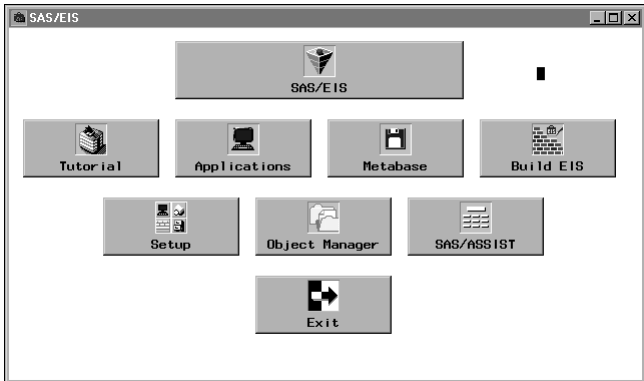 SAS/EIS
SAS/EIS
Tutorial
Applications
Metabase
Build EIS
Setup
Object Manager
SAS/ASSIST
Exit